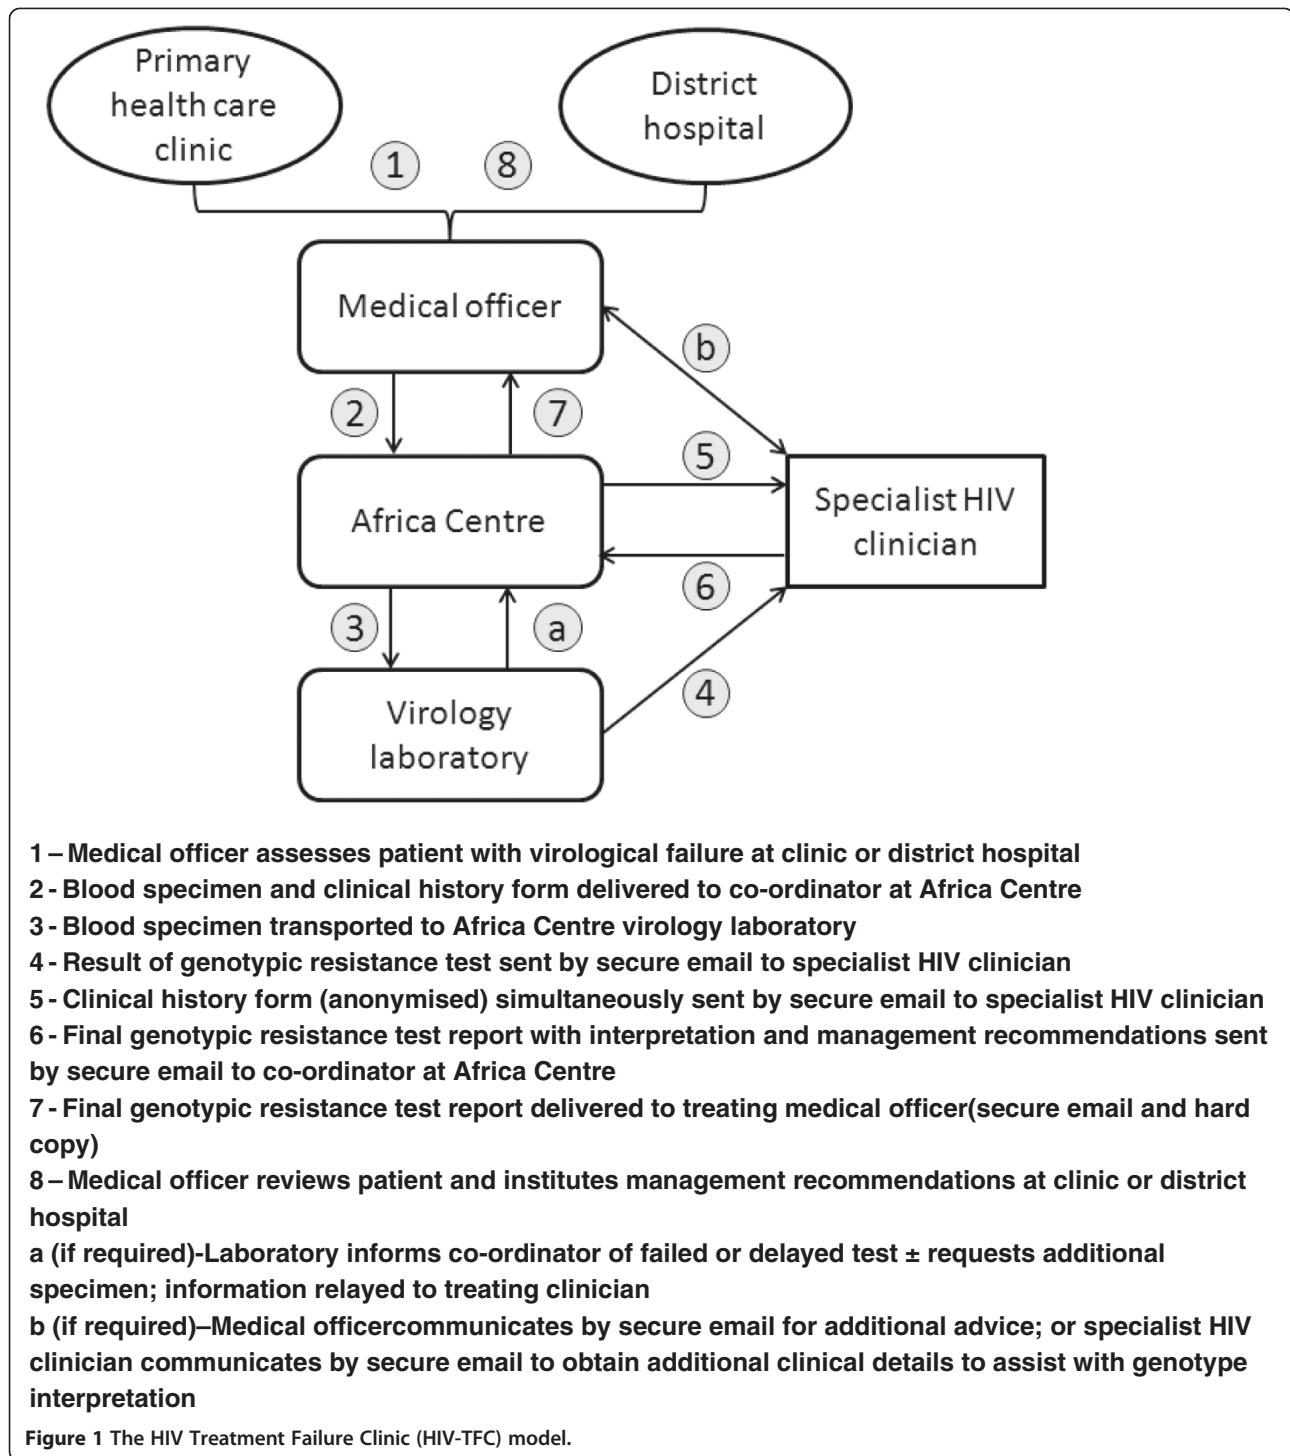 Primary
health care
clinic
District
hospital
1
8
Medical officer
b
2
7
5
Africa Centre
Specialist HIV
clinician
6
3
a
4
Virology
laboratory
1 – Medical officer assesses patient with virological failure at clinic or district hospital
2 - Blood specimen and clinical history form delivered to co-ordinator at Africa Centre
3 - Blood specimen transported to Africa Centre virology laboratory
4 - Result of genotypic resistance test sent by secure email to specialist HIV clinician
5 - Clinical history form (anonymised) simultaneously sent by secure email to specialist HIV clinician
6 - Final genotypic resistance test report with interpretation and management recommendations sent
by secure email to co-ordinator at Africa Centre
7 - Final genotypic resistance test report delivered to treating medical officer(secure email and hard
copy)
8 – Medical officer reviews patient and institutes management recommendations at clinic or district
hospital
a (if required)-Laboratory informs co-ordinator of failed or delayed test ± requests additional
specimen; information relayed to treating clinician
b (if required)–Medical officercommunicates by secure email for additional advice; or specialist HIV
clinician communicates by secure email to obtain additional clinical details to assist with genotype
interpretation
Figure 1 The HIV Treatment Failure Clinic (HIV-TFC) model.